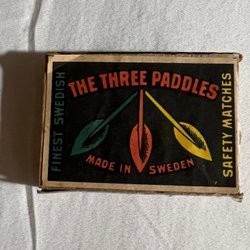 THE THREE PADDLES
FINEST SWEDISH
SAFETY MATCHES
MADE IN SWEDEN